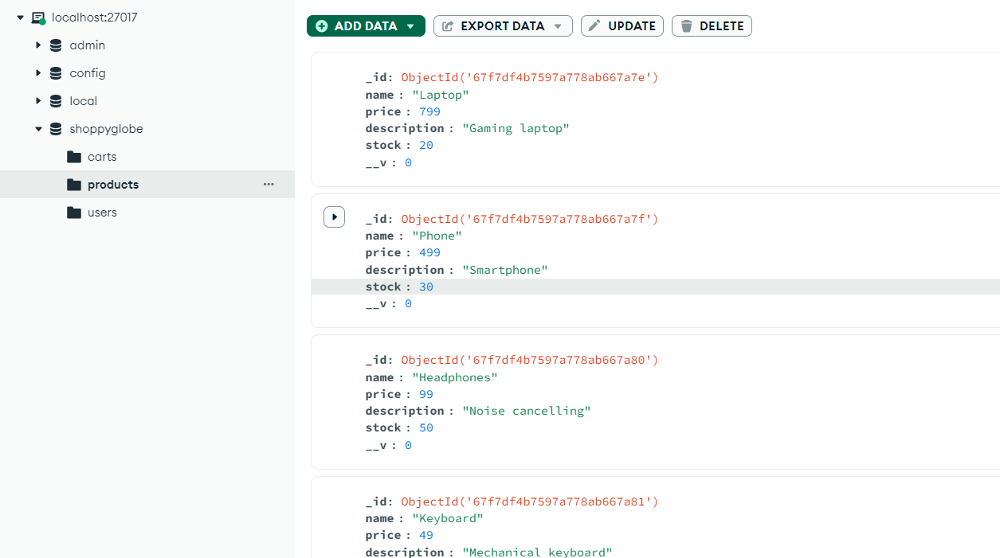 localhost:27017
admin
config
local
shoppyglobe
carts
products
users
ADD DATA
EXPORT DATA
UPDATE
DELETE
_id: ObjectId('67f7df4b7597a778ab667a7e')
name : "Laptop"
price : 799
description : "Gaming laptop"
stock : 20
__v : 0
_id: ObjectId('67f7df4b7597a778ab667a7f')
name : "Phone"
price : 499
description : "Smartphone"
stock : 30
__v : 0
_id: ObjectId('67f7df4b7597a778ab667a80')
name : "Headphones"
price : 99
description : "Noise cancelling"
stock : 50
__v : 0
_id: ObjectId('67f7df4b7597a778ab667a81')
name : "Keyboard"
price : 49
description : "Mechanical keyboard"